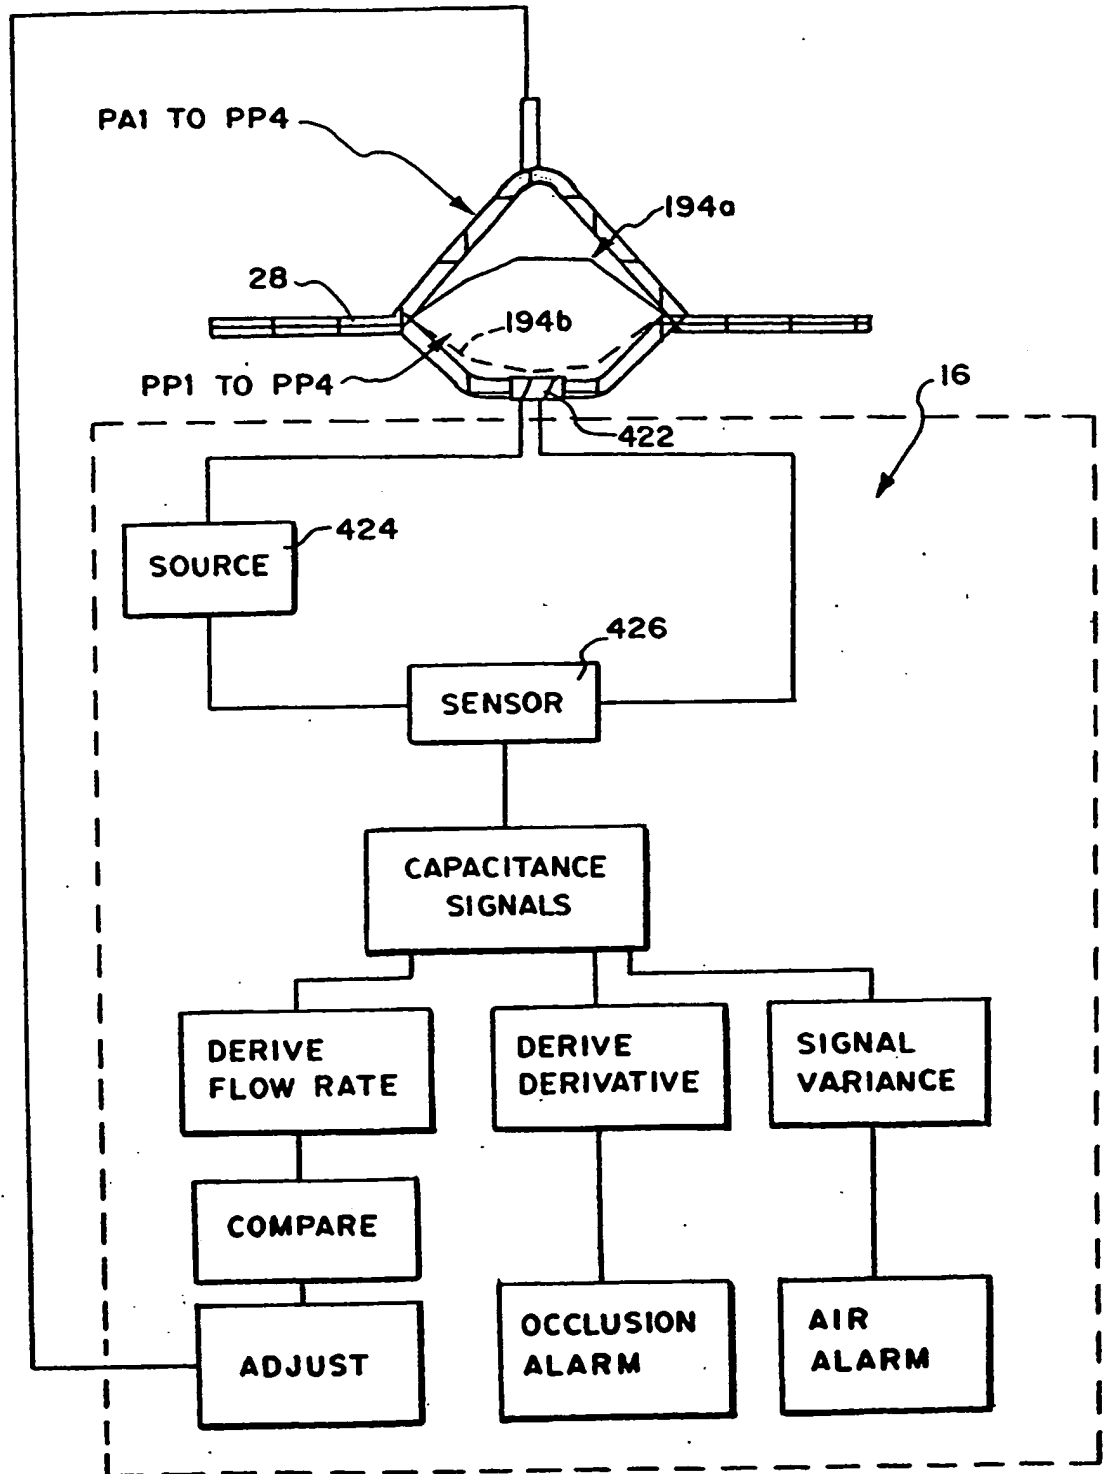 PA1 TO PP4
194a
28
194b
PP1 TO PP4
16
422
424
SOURCE
426
SENSOR
CAPACITANCE
SIGNALS
DERIVE
FLOW RATE
DERIVE
DERIVATIVE
SIGNAL
VARIANCE
COMPARE
OCCLUSION
ALARM
AIR
ALARM
ADJUST